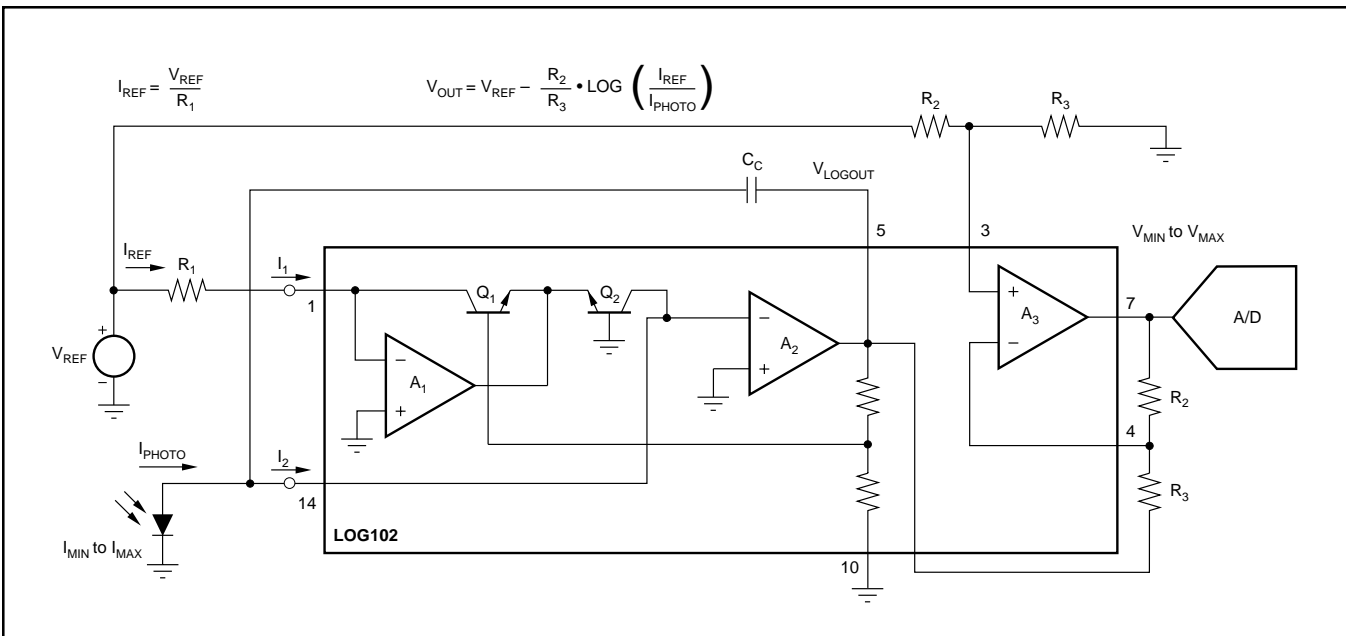 I_REF = V_REF / R_1
V_OUT = V_REF − R_2 / R_3 • LOG ( I_REF / I_PHOTO )
R_2
R_3
C_C
V_LOGOUT
5
3
V_MIN to V_MAX
I_REF
R_1
I_1
1
Q_1
Q_2
+
V_REF
−
−
A_1
+
−
A_2
+
+
A_3
−
7
A/D
R_2
4
R_3
I_PHOTO
I_2
14
I_MIN to I_MAX
LOG102
10